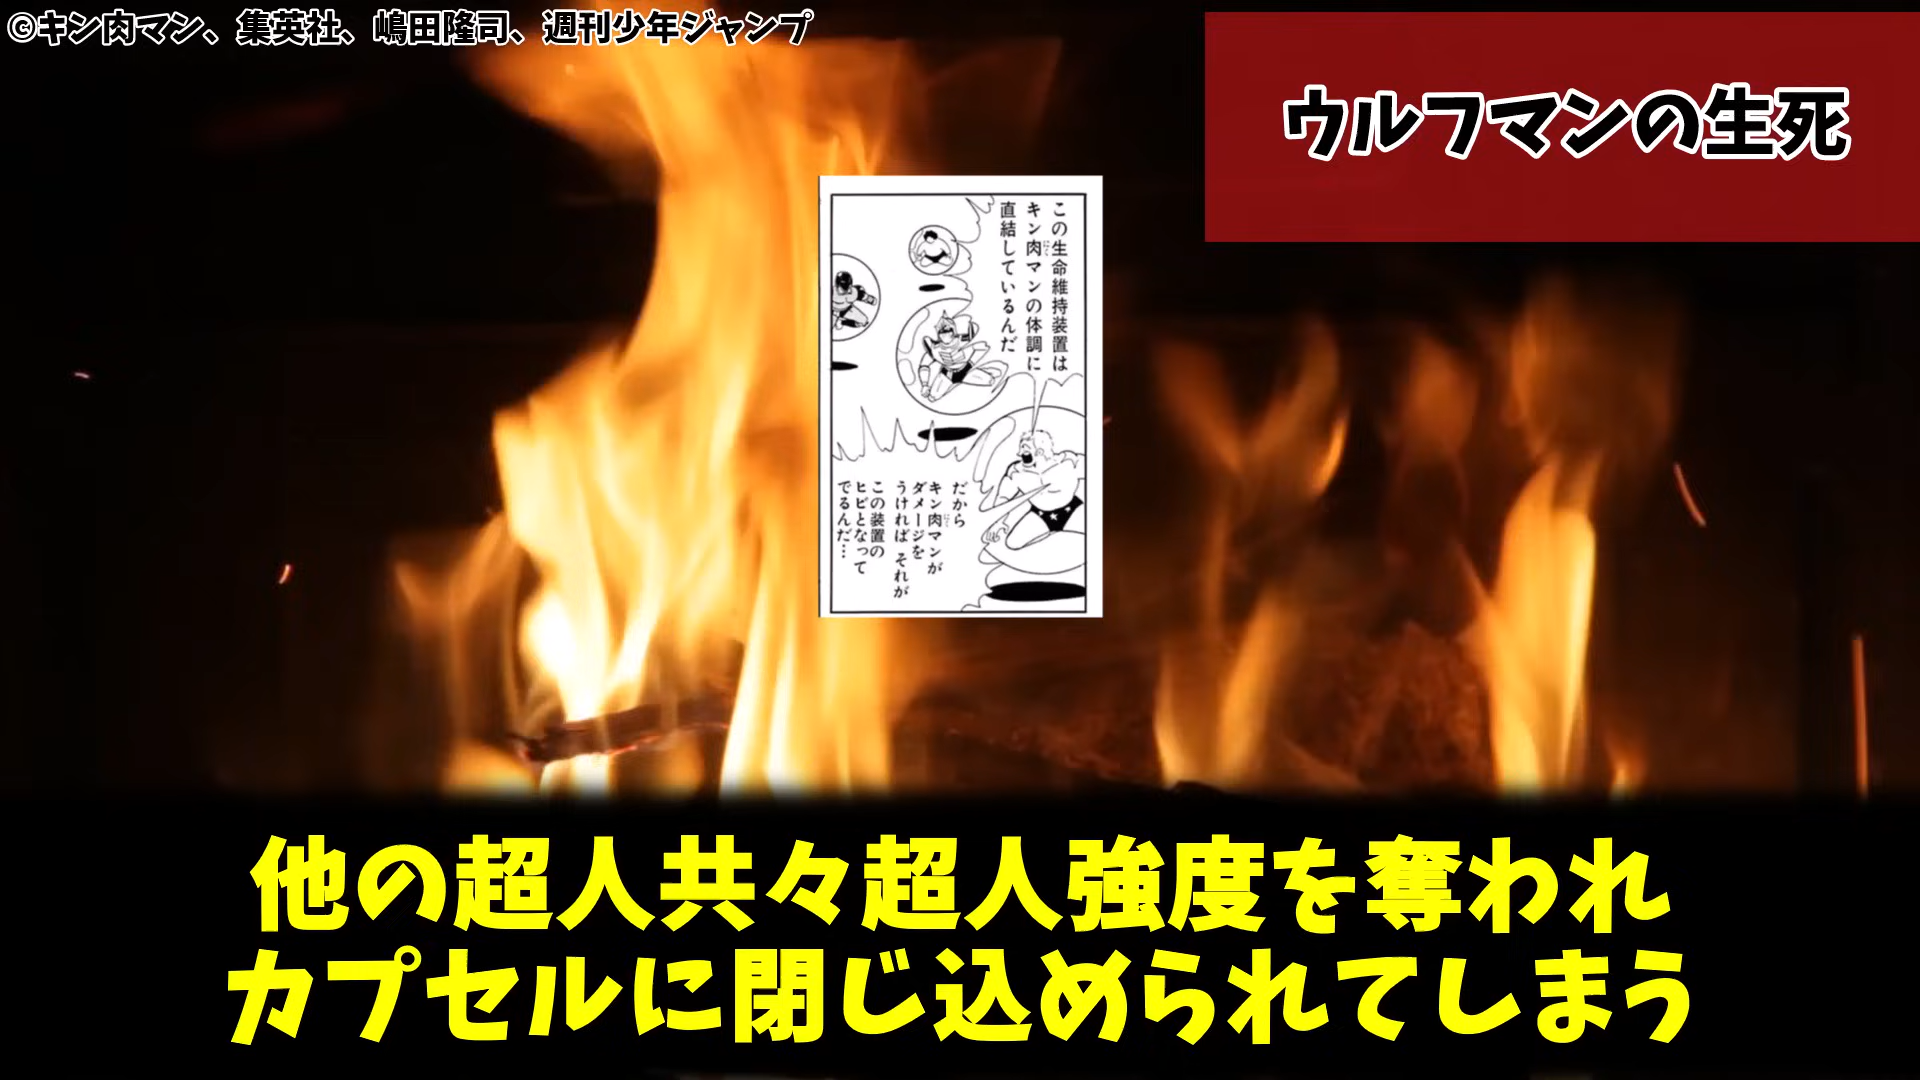 ©キン肉マン、集英社、嶋田隆司、週刊少年ジャンプ
ウルフマンの生死
この生命維持装置は
キン肉マンの体調に
直結しているんだ
だから
キン肉マンが
ダメージを
うければ それが
この装置の
ヒビとなって
でるんだ…
他の超人共々超人強度を奪われ
カプセルに閉じ込められてしまう